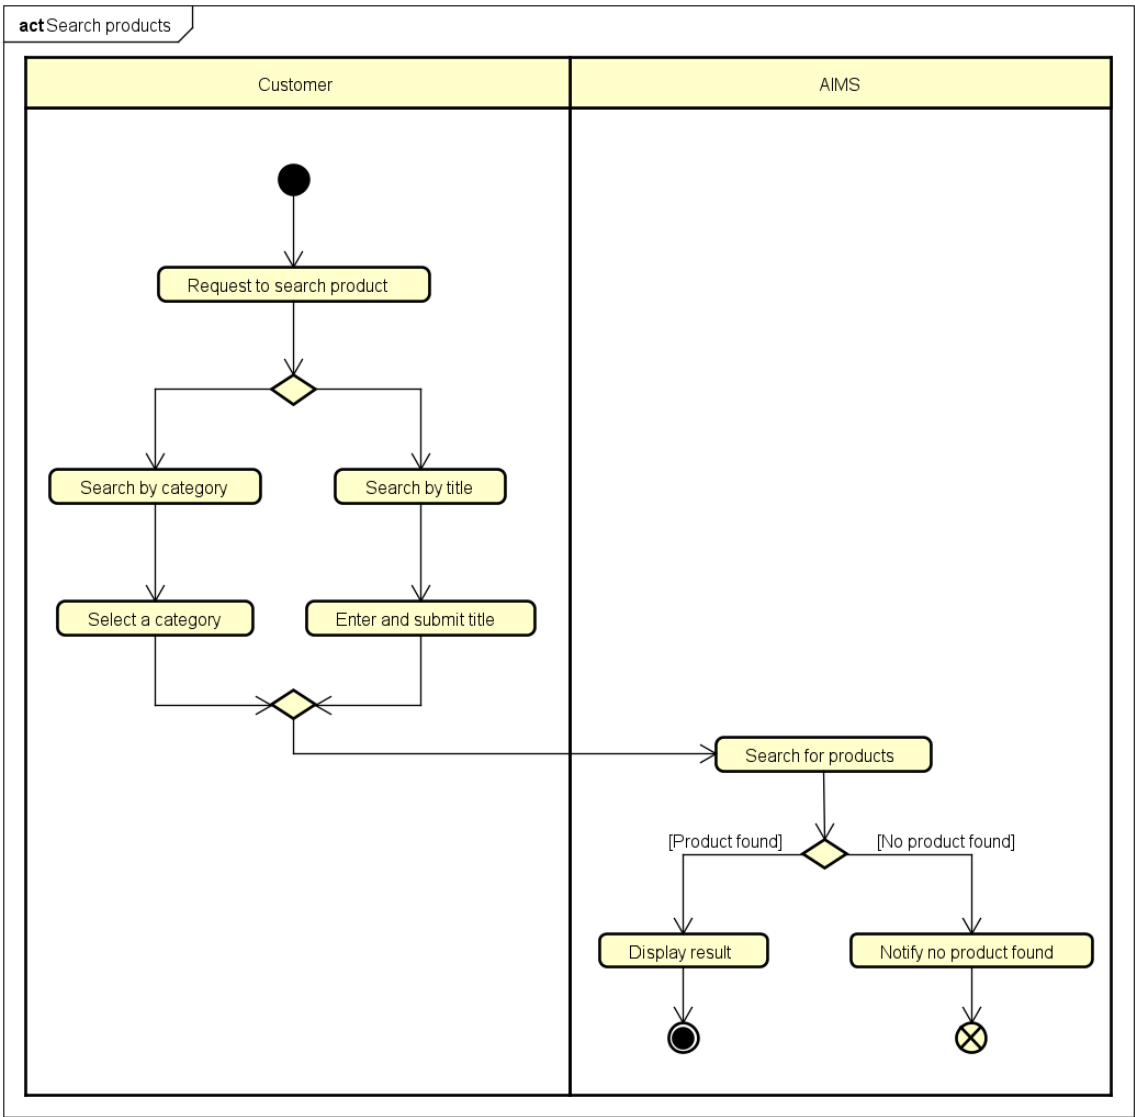 act Search products
Customer
AIMS
Request to search product
Search by category
Search by title
Select a category
Enter and submit title
Search for products
[Product found]
[No product found]
Display result
Notify no product found